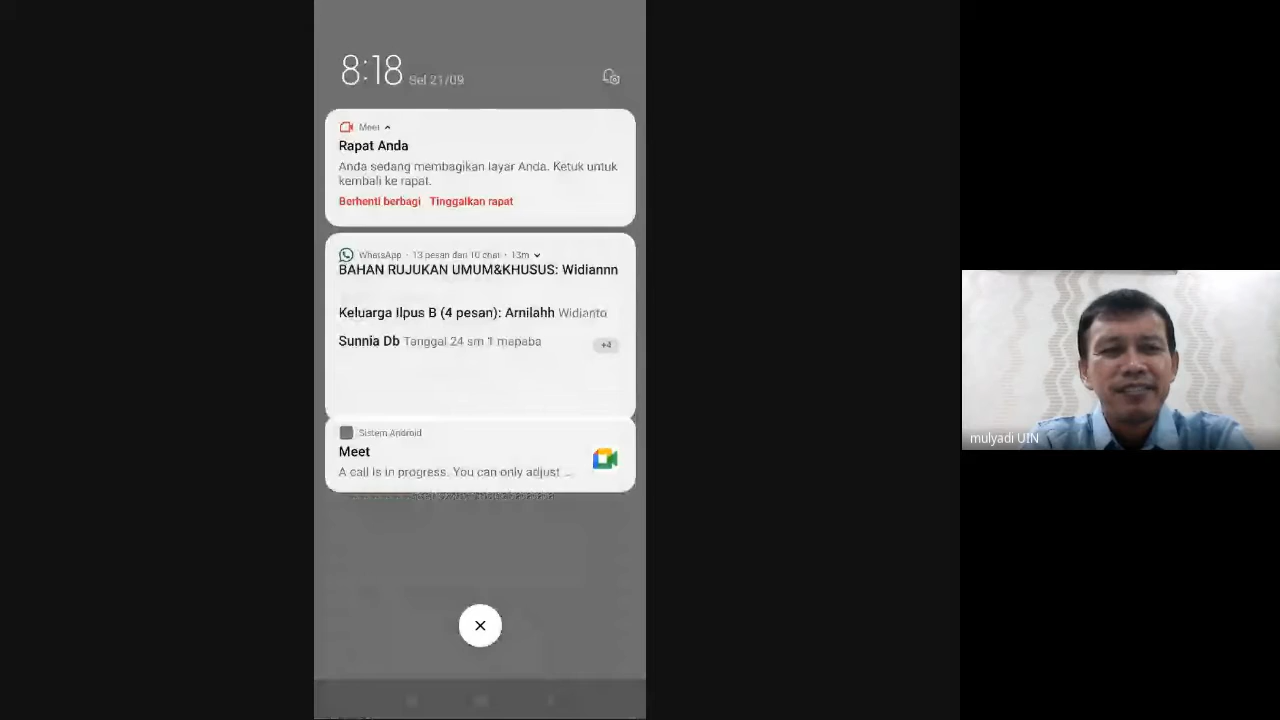 8:18 Sel 21/09
Meet
Rapat Anda
Anda sedang membagikan layar Anda. Ketuk untuk
kembali ke rapat.
Berhenti berbagi Tinggalkan rapat
WhatsApp · 13 pesan dari 10 chat · 13m
BAHAN RUJUKAN UMUM&KHUSUS: Widiannn
Keluarga Ilpus B (4 pesan): Arnilahh Widianto
Sunnia Db Tanggal 24 sm 1 mapaba
+4
Sistem Android
Meet
A call is in progress. You can only adjust ...
mulyadi UIN